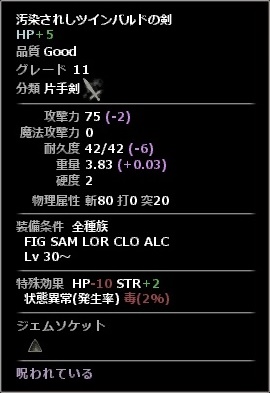 汚染されしツインバルドの剣
HP+5
品質 Good
グレード 11
分類 片手剣
攻撃力 75 (-2)
魔法攻撃力 0
耐久度 42/42 (-6)
重量 3.83 (+0.03)
硬度 2
物理属性 斬80 打0 突20
装備条件 全種族
FIG SAM LOR CLO ALC
Lv 30～
特殊効果 HP-10 STR+2
状態異常(発生率) 毒(2%)
ジェムソケット
呪われている